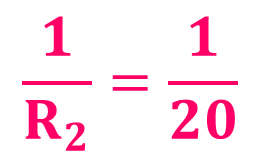 1/R₂ = 1/20